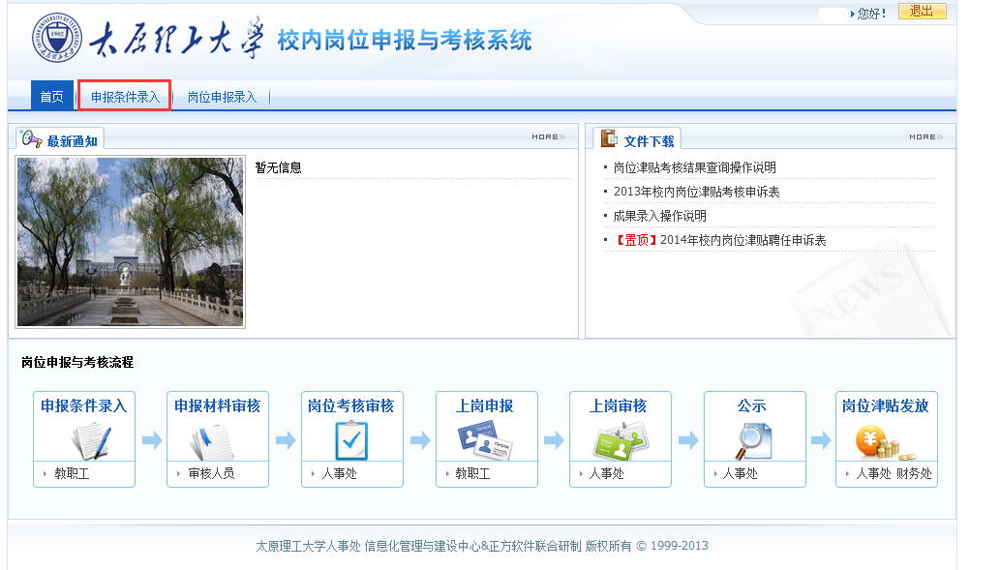 您好！ 退出
太原理工大学 校内岗位申报与考核系统
首页 申报条件录入 岗位申报录入
最新通知 MORE
暂无信息
文件下载 MORE
岗位津贴考核结果查询操作说明
2013年校内岗位津贴考核申诉表
成果录入操作说明
【置顶】2014年校内岗位津贴聘任申诉表
NEWS
岗位申报与考核流程
申报条件录入 申报材料审核 岗位考核审核 上岗申报 上岗审核 公示 岗位津贴发放
教职工 审核人员 人事处 教职工 人事处 人事处 人事处 财务处
太原理工大学人事处 信息化管理与建设中心&正方软件联合研制 版权所有 © 1999-2013